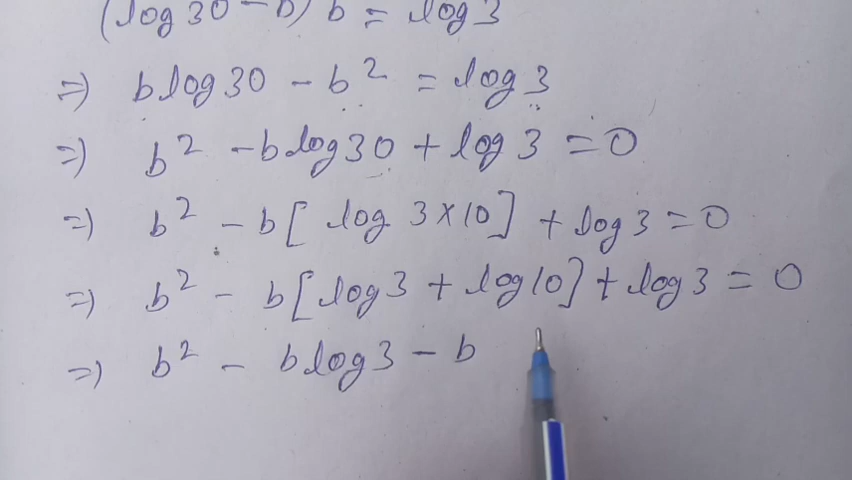 (log 30 - b) b = log 3
=> b log 30 - b² = log 3
=> b² - b log 30 + log 3 = 0
=> b² - b [ log 3 × 10 ] + log 3 = 0
=> b² - b [ log 3 + log 10 ] + log 3 = 0
=> b² - b log 3 - b